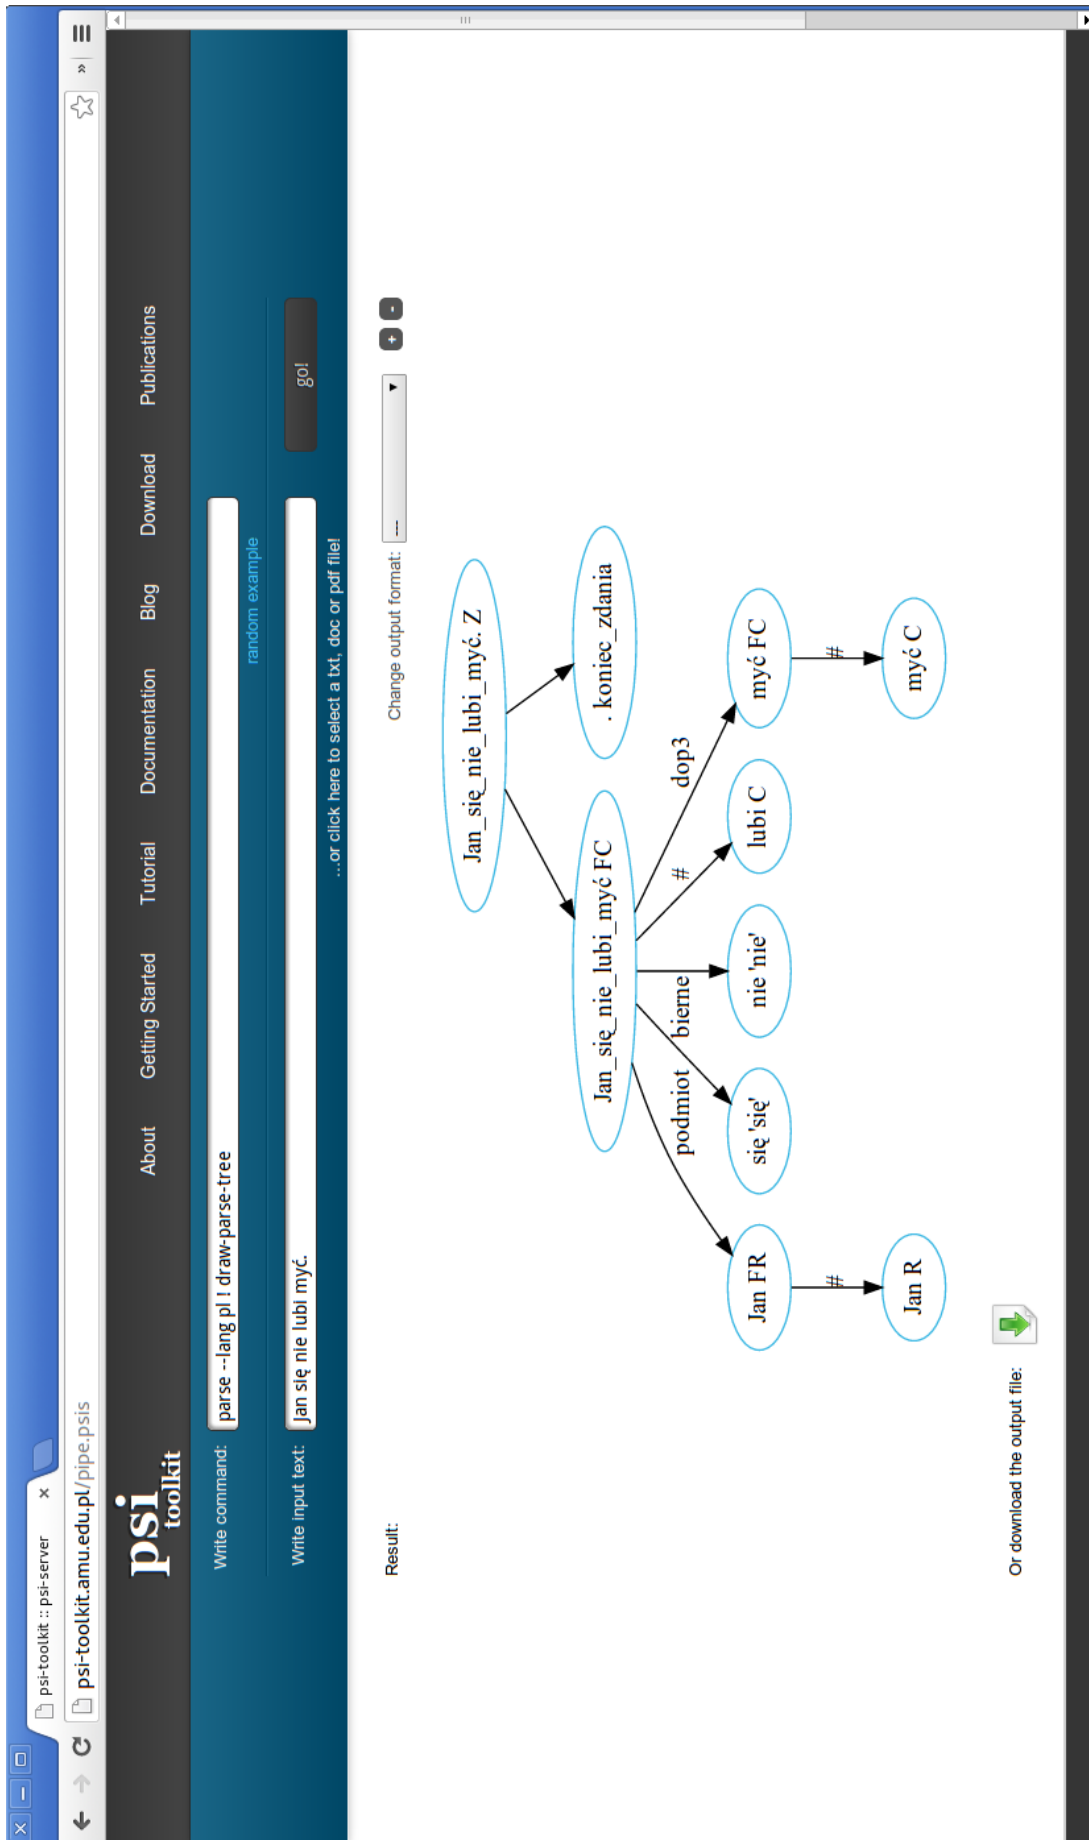 psi-toolkit :: psi-server
psi-toolkit.amu.edu.pl/pipe.psis
psi
toolkit
About Getting Started Tutorial Documentation Blog Download Publications
Write command: parse --lang pl ! draw-parse-tree
random example
Write input text: Jan się nie lubi myć. go!
...or click here to select a txt, doc or pdf file!
Result: Change output format: --- + -
Jan_się_nie_lubi_myć. Z
Jan_się_nie_lubi_myć FC . koniec_zdania
podmiot bierne # dop3
Jan FR się 'się' nie 'nie' lubi C myć FC
# #
Jan R myć C
Or download the output file: